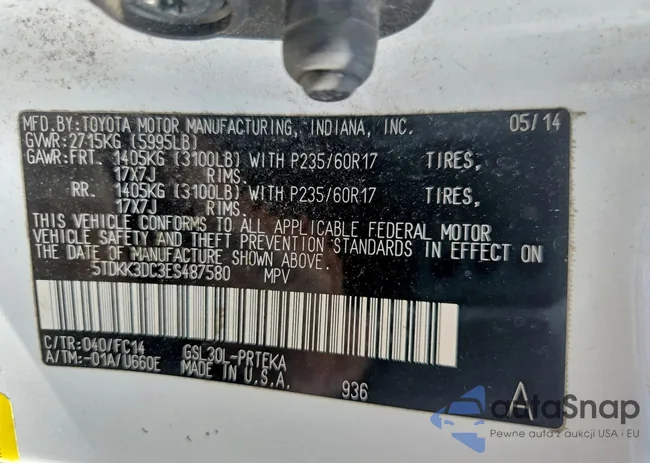 MFD.BY:TOYOTA MOTOR MANUFACTURING, INDIANA, INC. 05/14
GVWR:2715KG (5995LB)
GAWR:FRT. 1405KG (3100LB) WITH P235/60R17 TIRES,
17X7J RIMS.
RR. 1405KG (3100LB) WITH P235/60R17 TIRES,
17X7J RIMS.
THIS VEHICLE CONFORMS TO ALL APPLICABLE FEDERAL MOTOR
VEHICLE SAFETY AND THEFT PREVENTION STANDARDS IN EFFECT ON
THE DATE OF MANUFACTURE SHOWN ABOVE.
5TDKK3DC3ES487580 MPV
C/TR:040/FC14 GSL30L-PRTEKA
A/TM:-01A/U660E MADE IN U.S.A. 936 A
autoSnap
Pewne auta z aukcji USA i EU